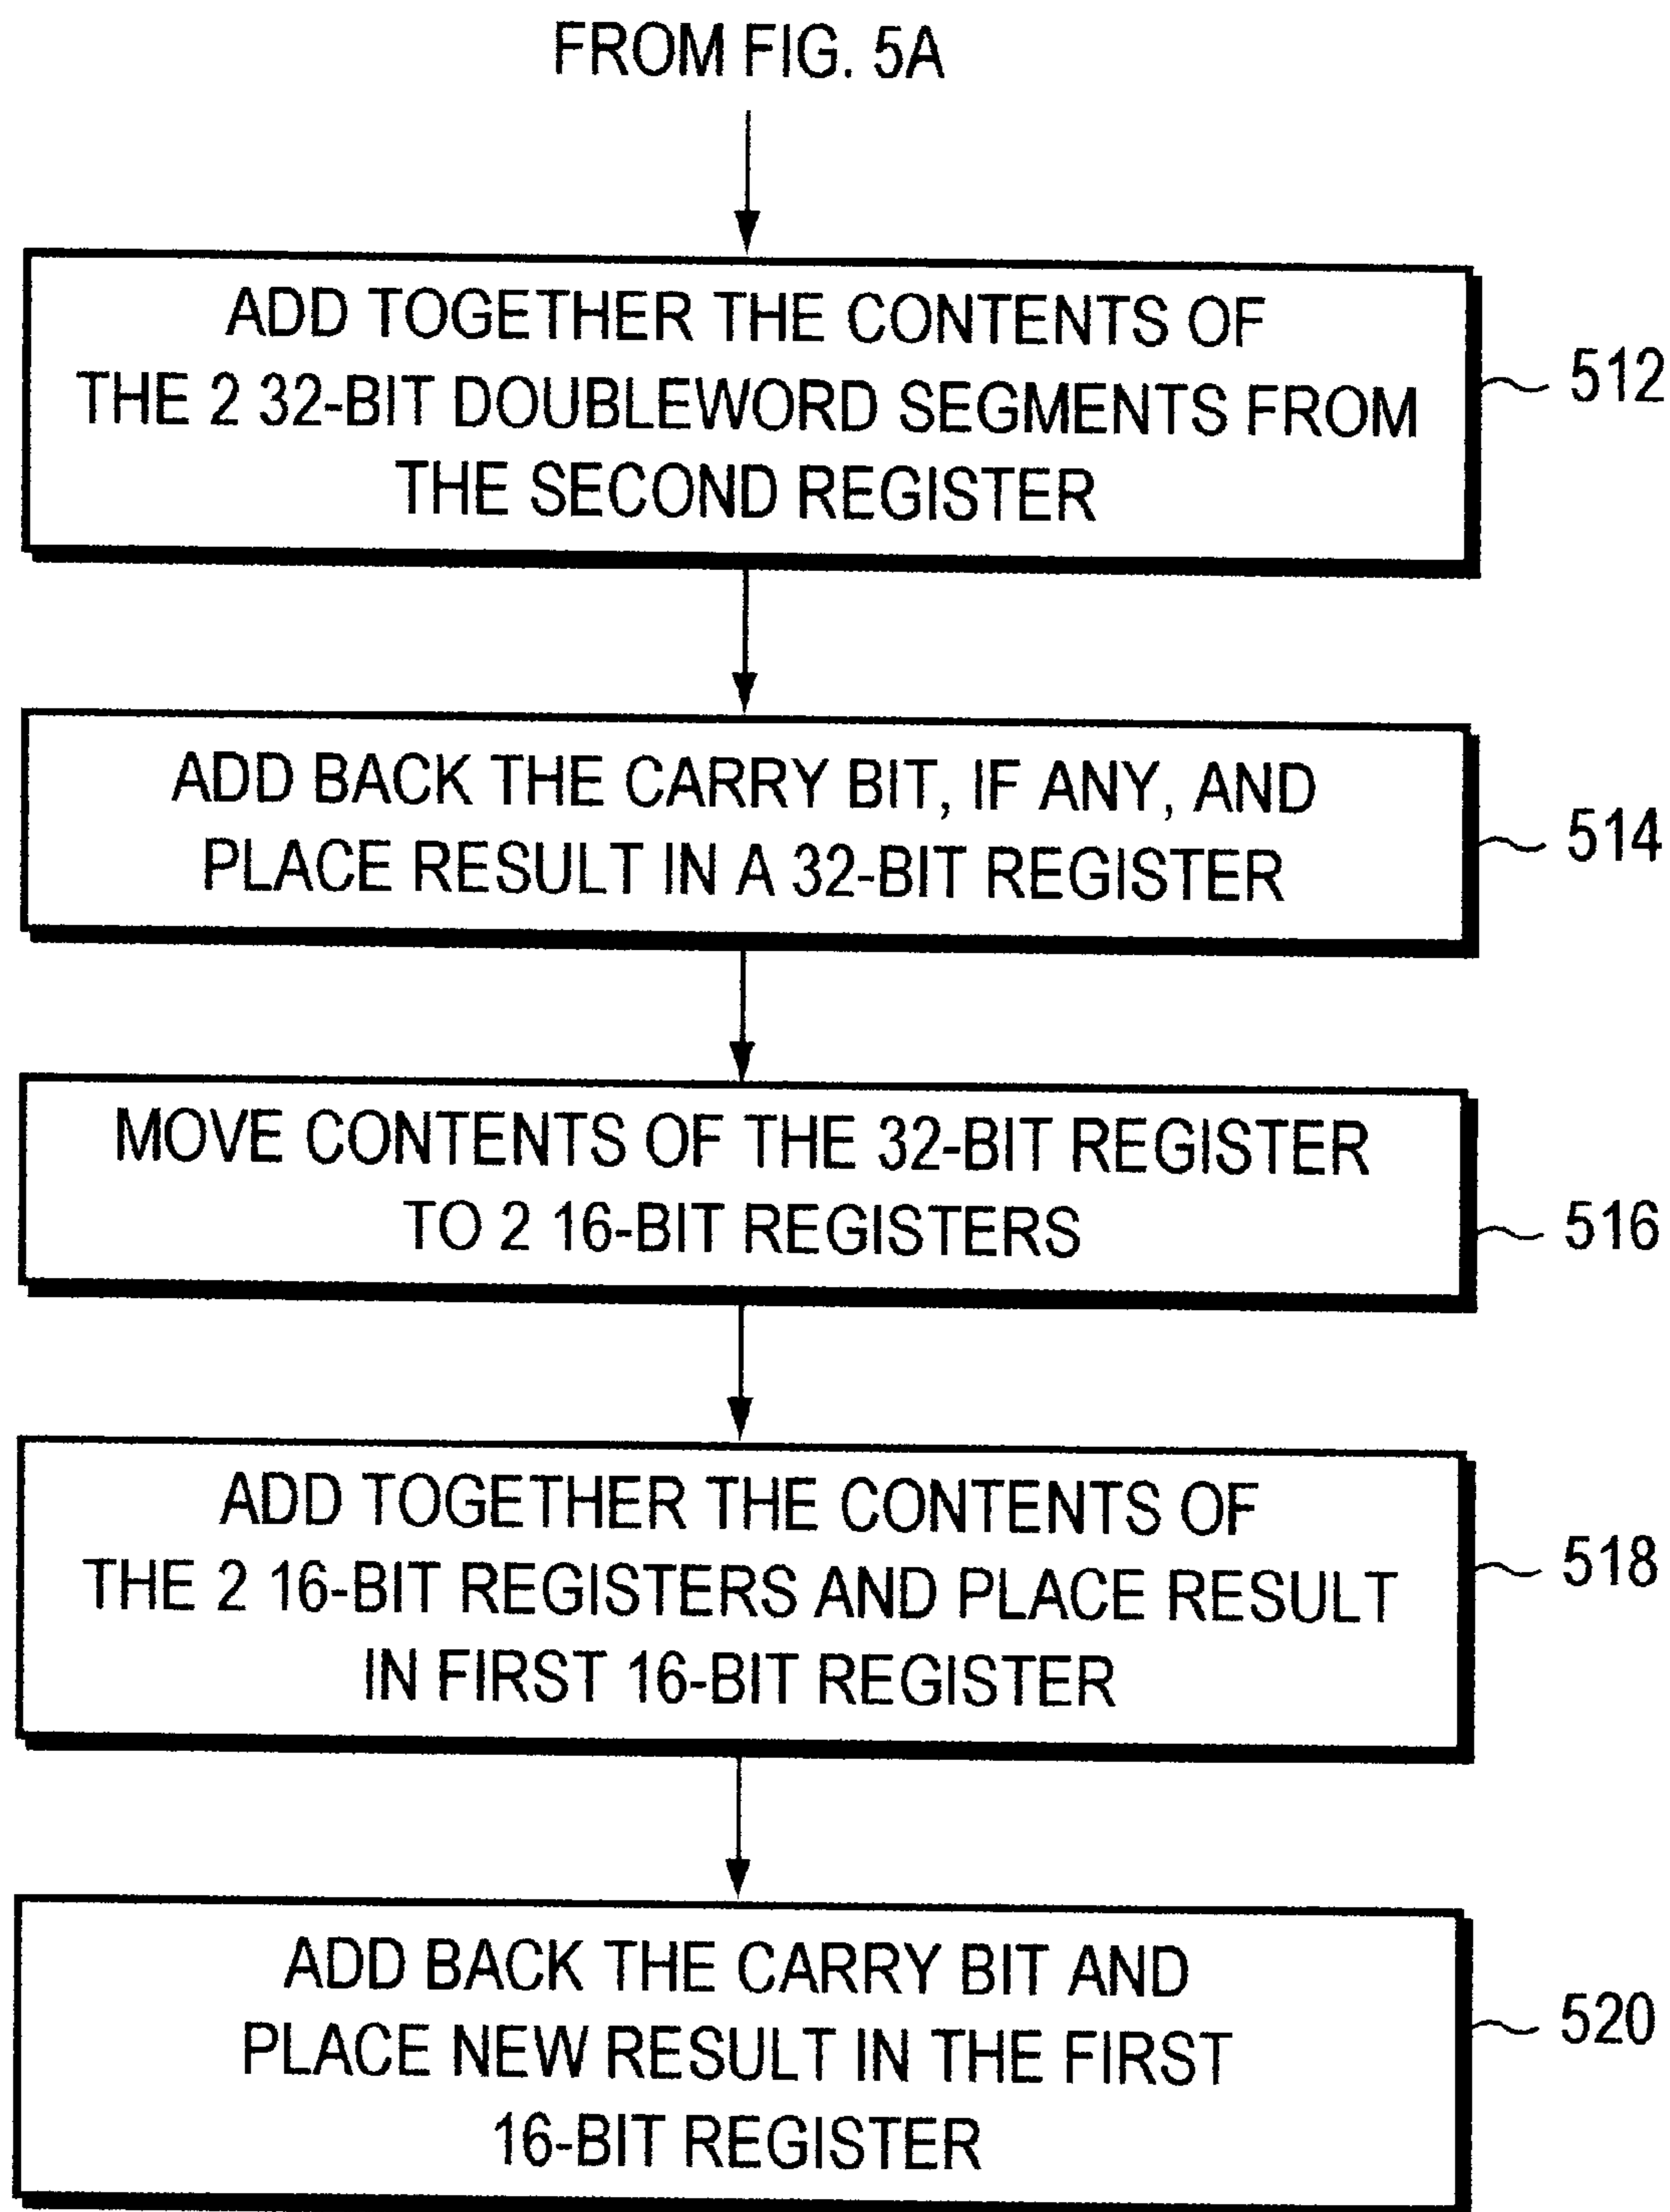 FROM FIG. 5A
ADD TOGETHER THE CONTENTS OF
THE 2 32-BIT DOUBLEWORD SEGMENTS FROM
THE SECOND REGISTER
512
ADD BACK THE CARRY BIT, IF ANY, AND
PLACE RESULT IN A 32-BIT REGISTER
514
MOVE CONTENTS OF THE 32-BIT REGISTER
TO 2 16-BIT REGISTERS
516
ADD TOGETHER THE CONTENTS OF
THE 2 16-BIT REGISTERS AND PLACE RESULT
IN FIRST 16-BIT REGISTER
518
ADD BACK THE CARRY BIT AND
PLACE NEW RESULT IN THE FIRST
16-BIT REGISTER
520